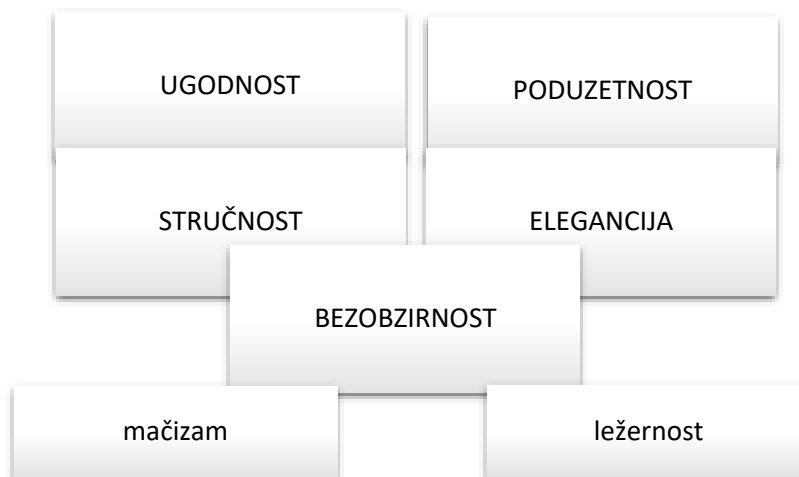 UGODNOST
PODUZETNOST
STRUČNOST
ELEGANCIJA
BEZOBZIRNOST
mačizam
ležernost